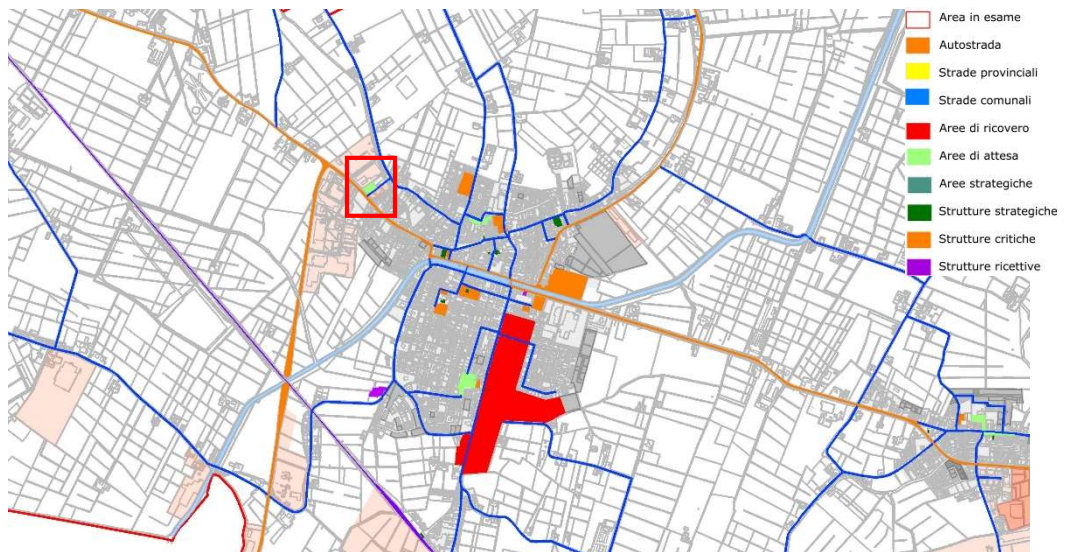 Area in esame
Autostrada
Strade provinciali
Strade comunali
Aree di ricovero
Aree di attesa
Aree strategiche
Strutture strategiche
Strutture critiche
Strutture ricettive